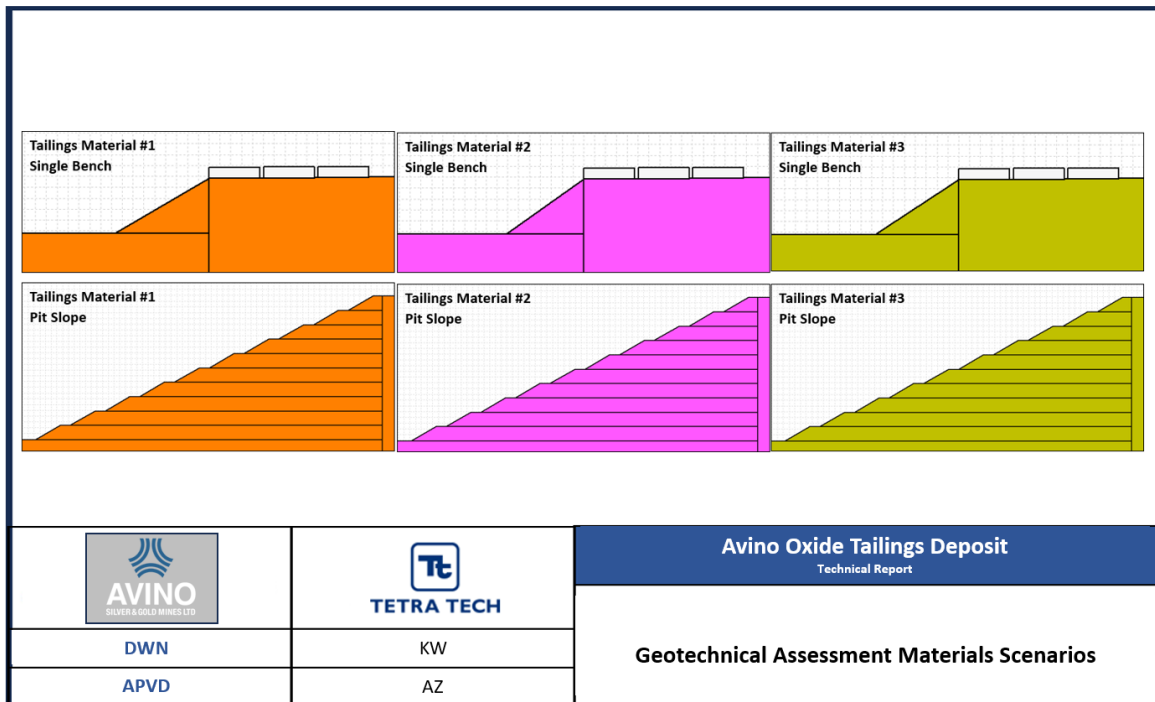 Tailings Material #1
Single Bench
Tailings Material #2
Single Bench
Tailings Material #3
Single Bench
Tailings Material #1
Pit Slope
Tailings Material #2
Pit Slope
Tailings Material #3
Pit Slope
AVINO
SILVER & GOLD MINES LTD
Tt
TETRA TECH
Avino Oxide Tailings Deposit
Technical Report
DWN
KW
Geotechnical Assessment Materials Scenarios
APVD
AZ